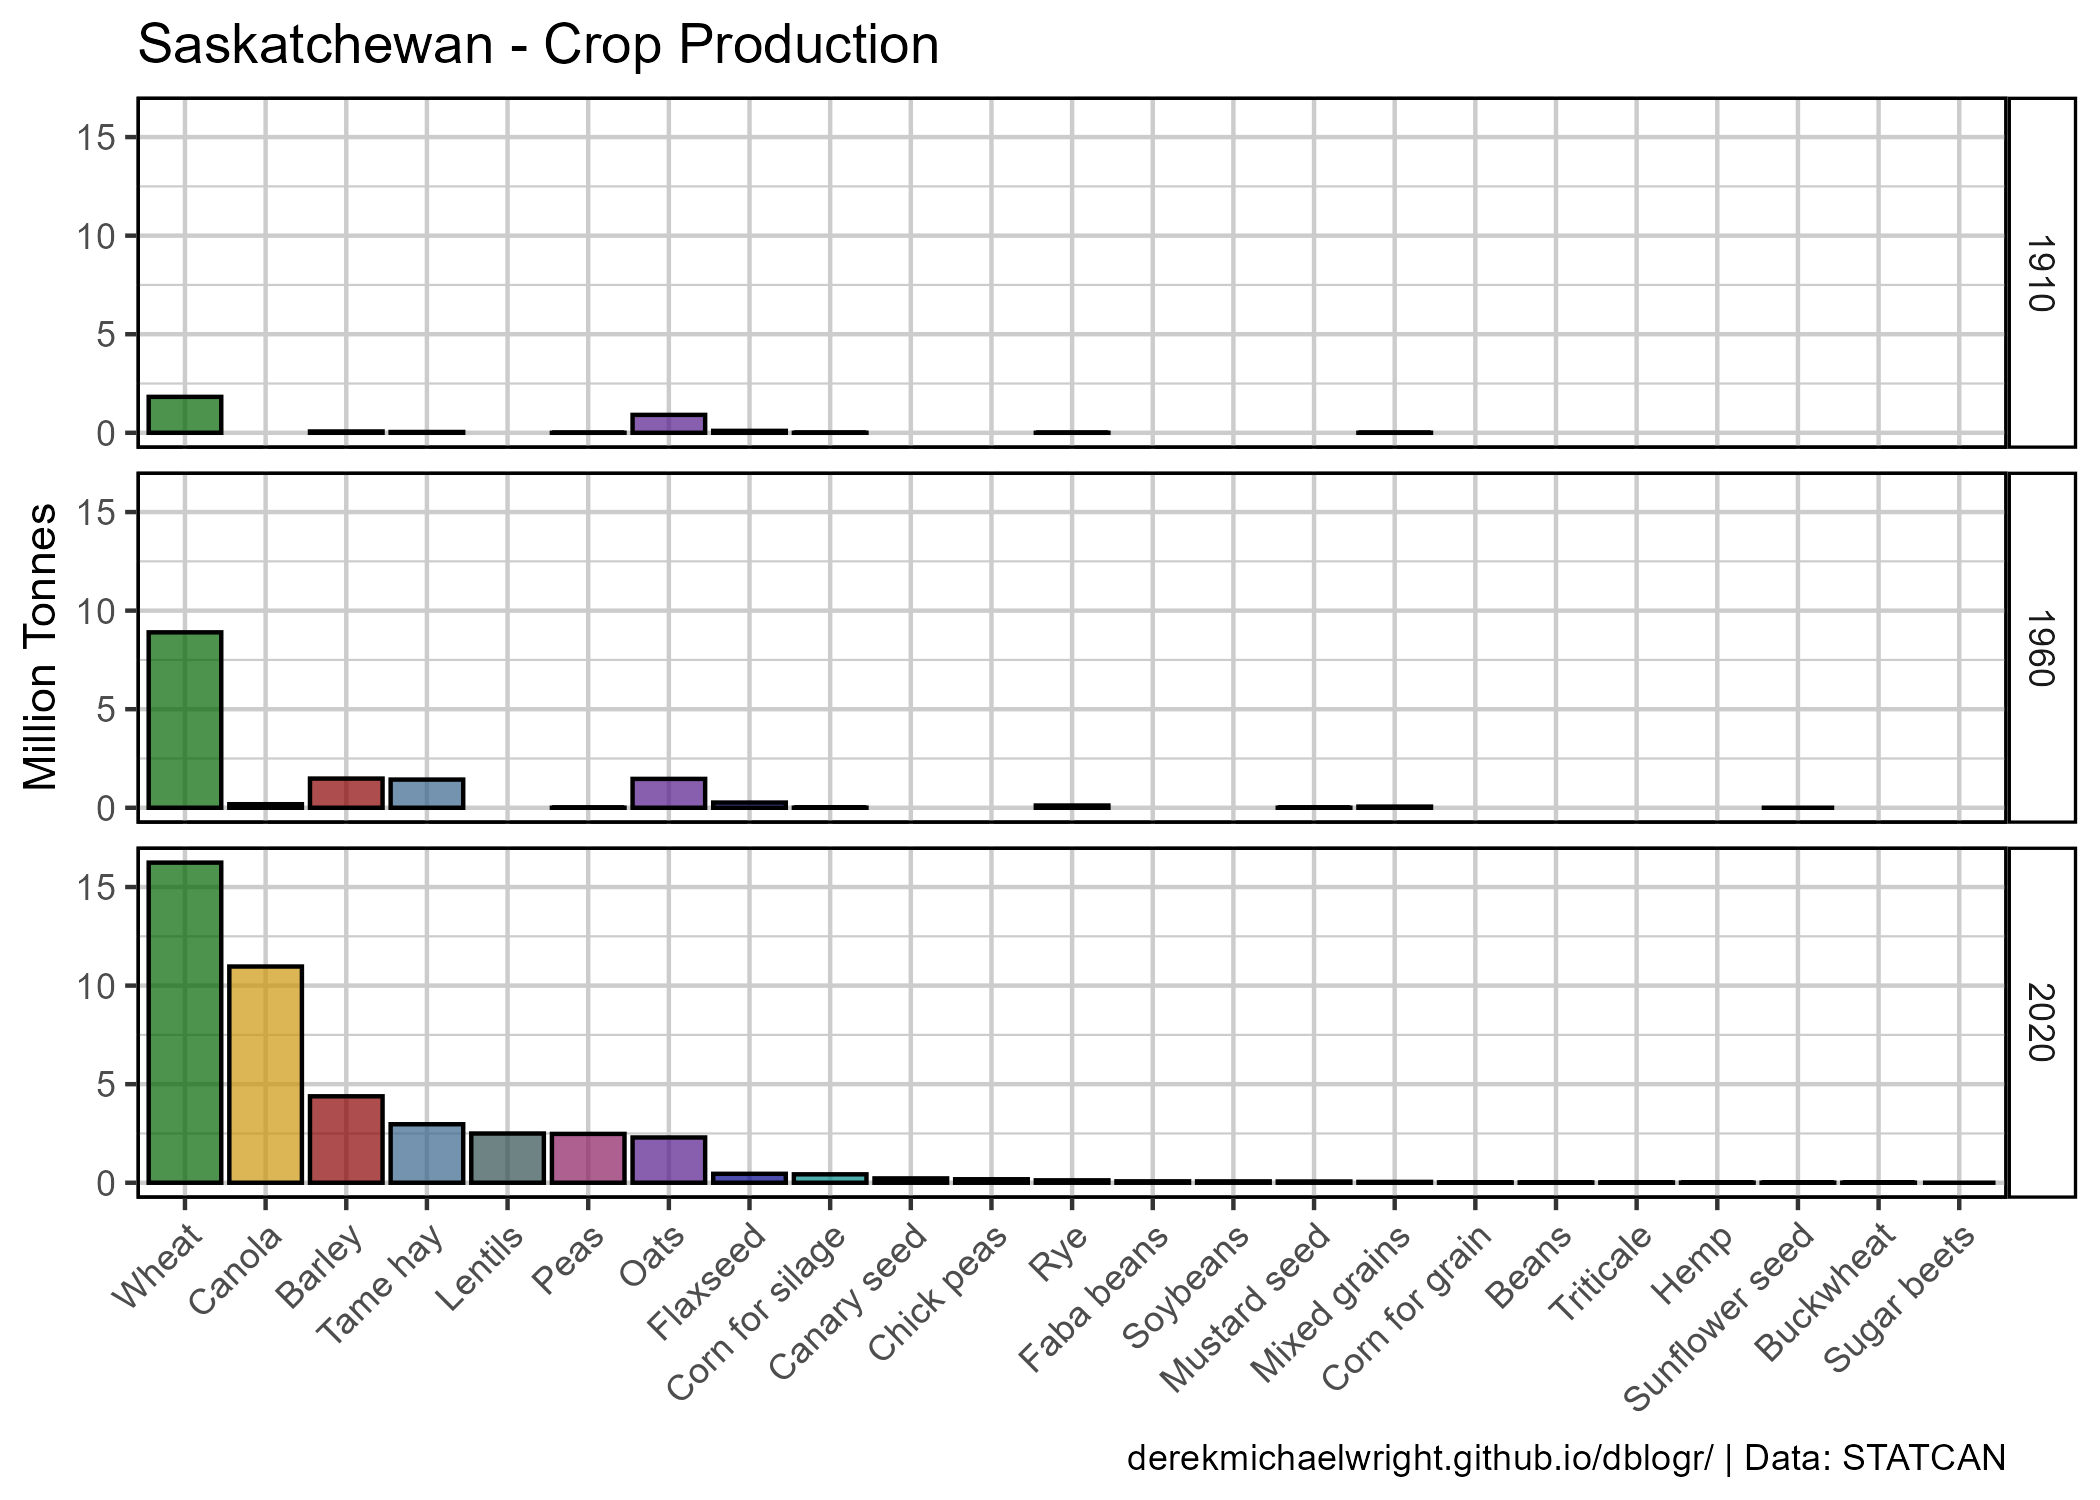 Saskatchewan - Crop Production
Million Tonnes
15
10
5
0
1910
15
10
5
0
1960
15
10
5
0
2020
Wheat
Canola
Barley
Tame hay
Lentils
Peas
Oats
Flaxseed
Corn for silage
Canary seed
Chick peas
Rye
Faba beans
Soybeans
Mustard seed
Mixed grains
Corn for grain
Beans
Triticale
Hemp
Sunflower seed
Buckwheat
Sugar beets
derekmichaelwright.github.io/dblogr/ | Data: STATCAN